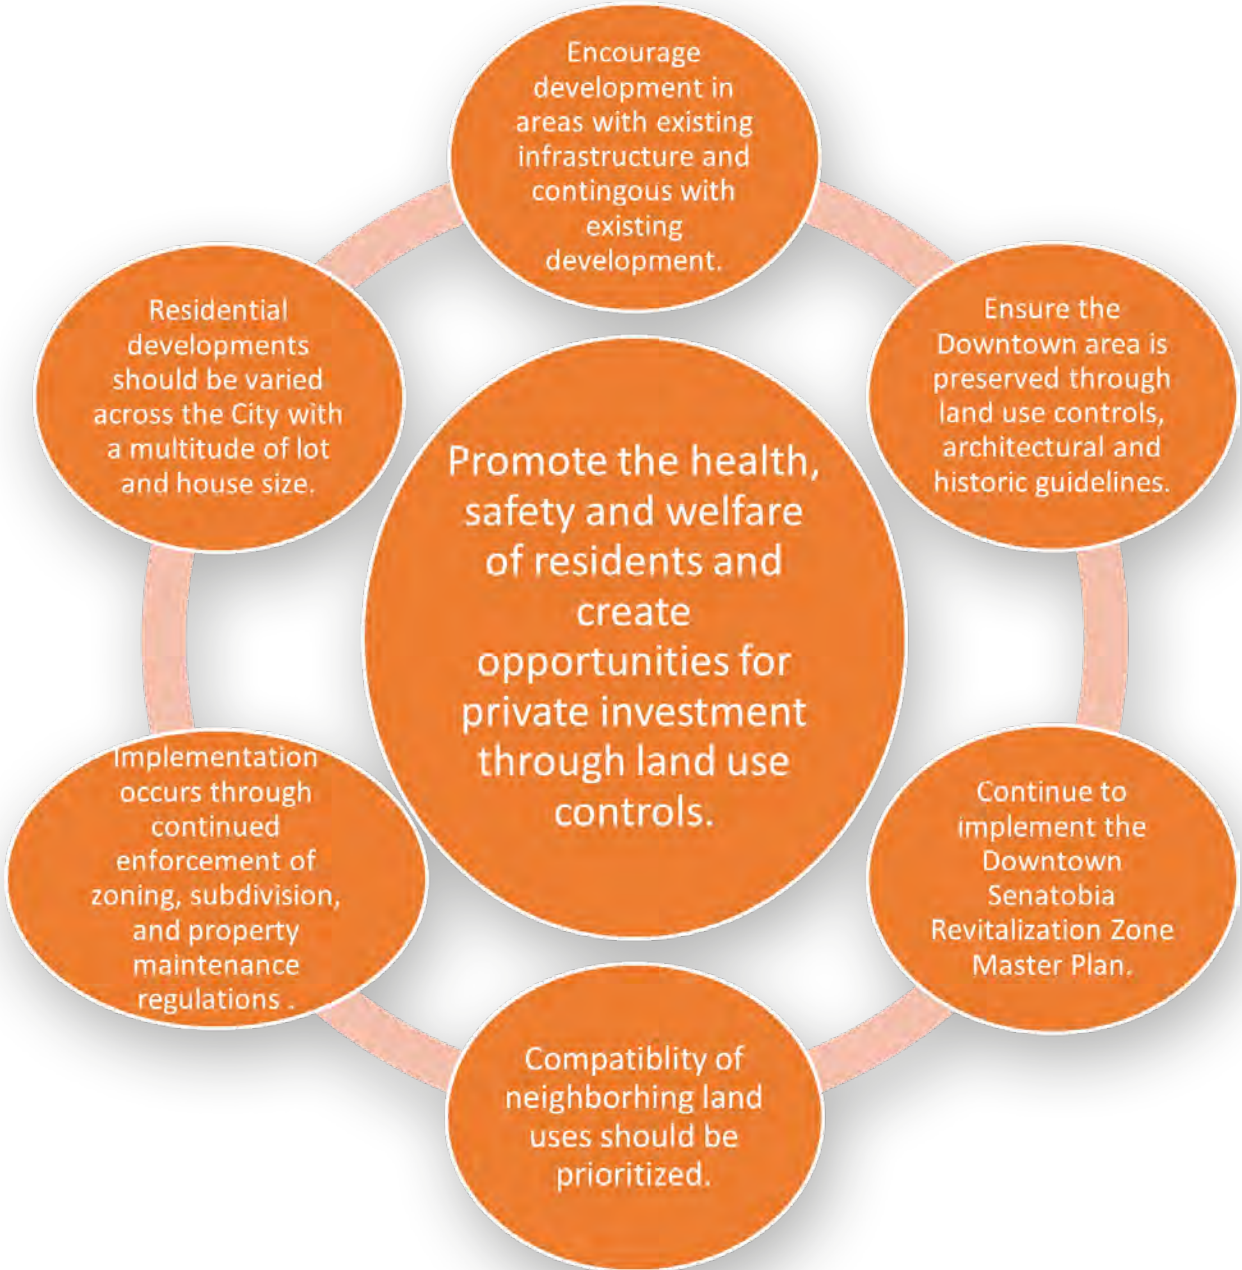 Encourage
development in
areas with existing
infrastructure and
contingous with
existing
development.
Ensure the
Downtown area is
preserved through
land use controls,
architectural and
historic guidelines.
Continue to
implement the
Downtown
Senatobia
Revitalization Zone
Master Plan.
Compatiblity of
neighborhing land
uses should be
prioritized.
Implementation
occurs through
continued
enforcement of
zoning, subdivision,
and property
maintenance
regulations .
Residential
developments
should be varied
across the City with
a multitude of lot
and house size.
Promote the health,
safety and welfare
of residents and
create
opportunities for
private investment
through land use
controls.